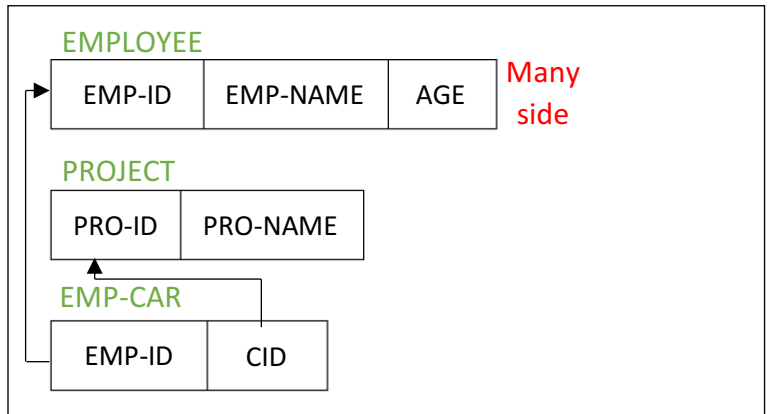 EMPLOYEE
EMP-ID EMP-NAME AGE
Many
side
PROJECT
PRO-ID PRO-NAME
EMP-CAR
EMP-ID CID